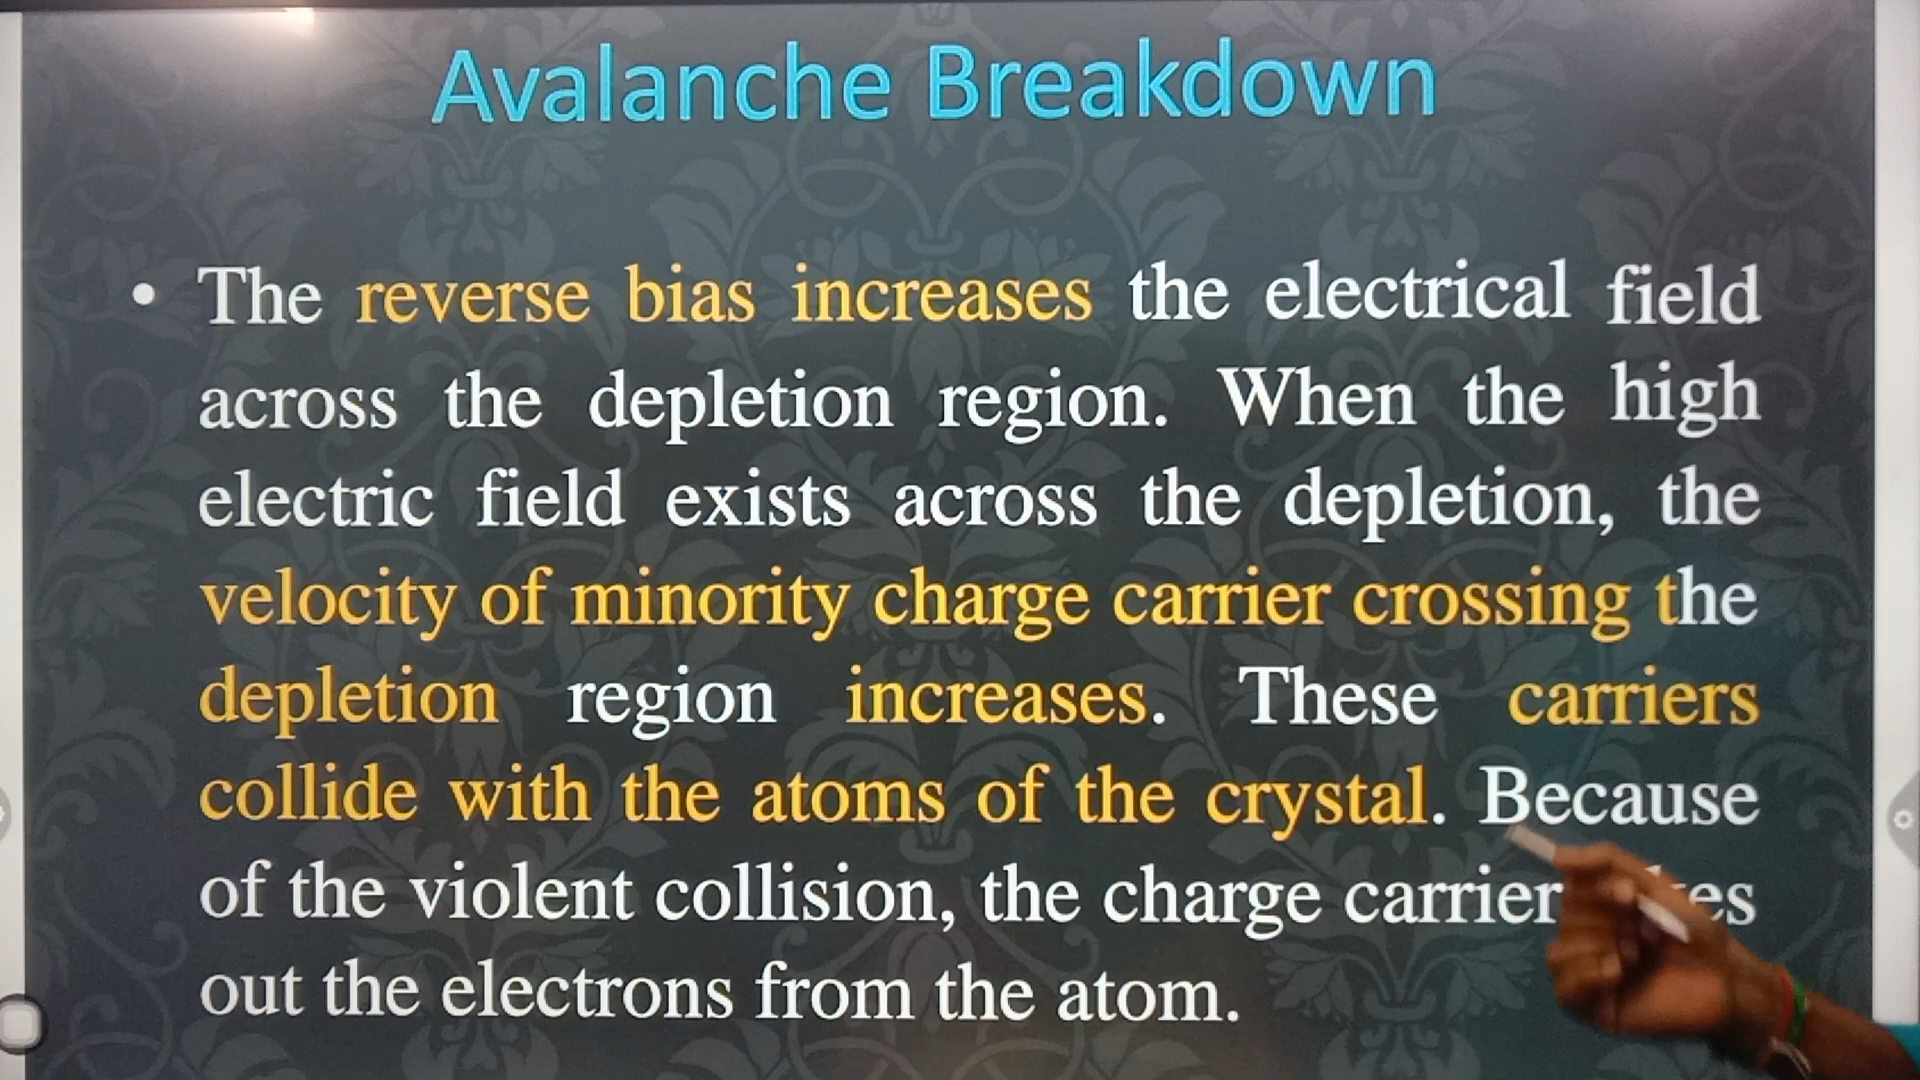 Avalanche Breakdown
• The reverse bias increases the electrical field
across the depletion region. When the high
electric field exists across the depletion, the
velocity of minority charge carrier crossing the
depletion region increases. These carriers
collide with the atoms of the crystal. Because
of the violent collision, the charge carrier
out the electrons from the atom.